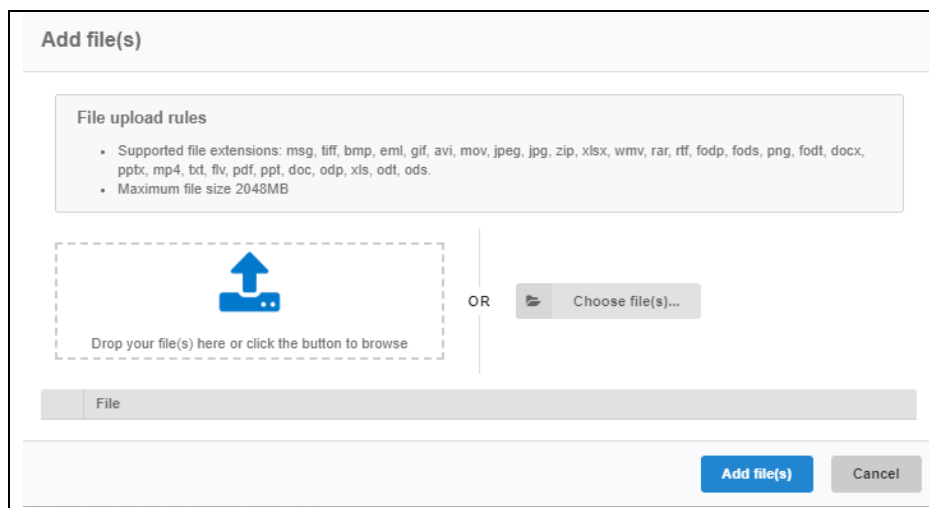 Add file(s)
File upload rules
• Supported file extensions: msg, tiff, bmp, eml, gif, avi, mov, jpeg, jpg, zip, xlsx, wmv, rar, rtf, fodp, fods, png, fodt, docx,
pptx, mp4, txt, flv, pdf, ppt, doc, odp, xls, odt, ods.
• Maximum file size 2048MB
Drop your file(s) here or click the button to browse
OR
Choose file(s)...
File
Add file(s)
Cancel